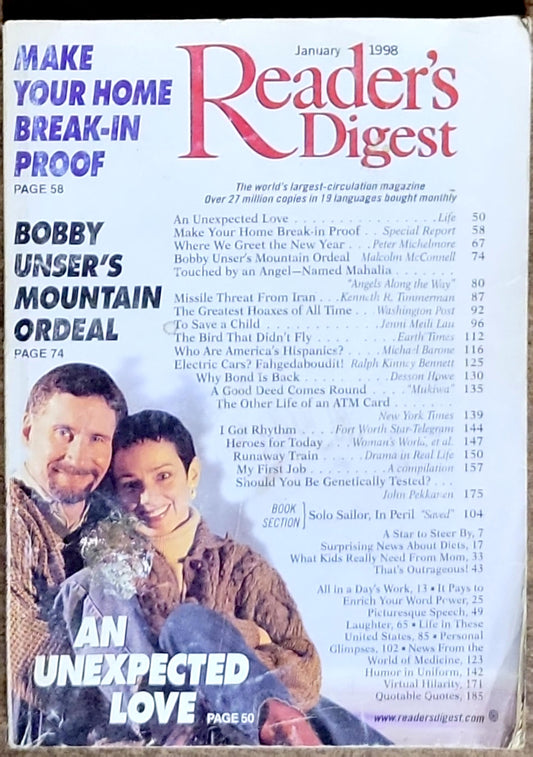 January 1998
Reader's
Digest
MAKE
YOUR HOME
BREAK-IN
PROOF
PAGE 58
The world's largest-circulation magazine
Over 27 million copies in 19 languages bought monthly
BOBBY
UNSER'S
MOUNTAIN
ORDEAL
PAGE 74
An Unexpected Love . . . . . . . . . . . . . . . . Life 50
Make Your Home Break-in Proof . . Special Report 58
Where We Greet the New Year . . . Peter Michelmore 67
Bobby Unser's Mountain Ordeal Malcolm McConnell 74
Touched by an Angel—Named Mahalia . . . . . . .
"Angels Along the Way" 80
Missile Threat From Iran . . . Kenneth R. Timmerman 87
The Greatest Hoaxes of All Time . . Washington Post 92
To Save a Child . . . . . . . . . . . . Jenni Meili Lau 96
The Bird That Didn't Fly . . . . . . . . Earth Times 112
Who Are America's Hispanics? . . . . Michael Barone 116
Electric Cars? Fahgedaboudit! Ralph Kinney Bennett 125
Why Bond Is Back . . . . . . . . . . Desson Howe 130
A Good Deed Comes Round . . . . "Mukiwa" 135
The Other Life of an ATM Card . . . . . . .
New York Times 139
I Got Rhythm . . . . Fort Worth Star-Telegram 144
Heroes for Today . . . Woman's World, et al. 147
Runaway Train . . . . . Drama in Real Life 150
My First Job . . . . . . . . . A compilation 157
Should You Be Genetically Tested? . . .
John Pekkanen 175
BOOK
SECTION
Solo Sailor, In Peril "Saved" 104
A Star to Steer By, 7
Surprising News About Diets, 17
What Kids Really Need From Mom, 33
That's Outrageous! 43
All in a Day's Work, 13 • It Pays to
Enrich Your Word Power, 25
Picturesque Speech, 49
Laughter, 65 • Life in These
United States, 85 • Personal
Glimpses, 102 • News From the
World of Medicine, 123
Humor in Uniform, 142
Virtual Hilarity, 171
Quotable Quotes, 185
AN
UNEXPECTED
LOVE PAGE 50
www.readersdigest.com